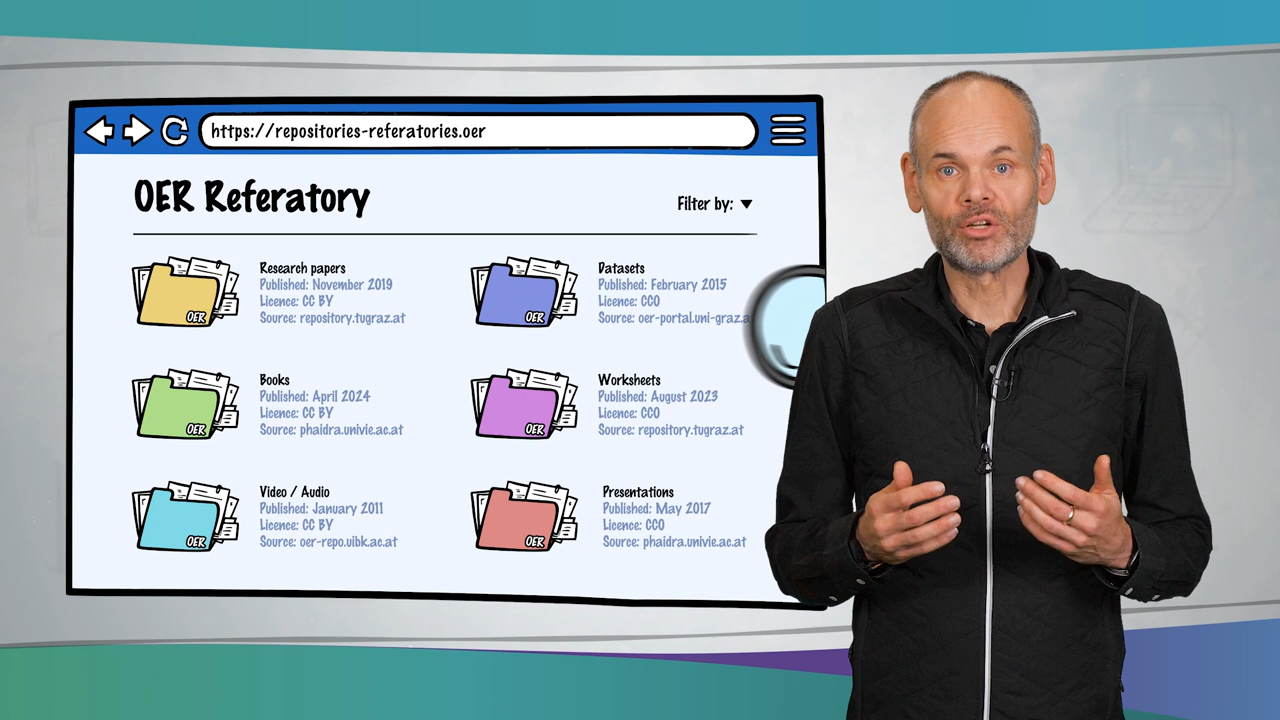 https://repositories-referatories.oer
OER Referatory
Filter by:
Research papers
Published: November 2019
Licence: CC BY
Source: repository.tugraz.at
OER
Datasets
Published: February 2015
Licence: CC0
Source: oer-portal.uni-graz.a
OER
Books
Published: April 2024
Licence: CC BY
Source: phaidra.univie.ac.at
OER
Worksheets
Published: August 2023
Licence: CC0
Source: repository.tugraz.at
OER
Video / Audio
Published: January 2011
Licence: CC BY
Source: oer-repo.uibk.ac.at
OER
Presentations
Published: May 2017
Licence: CC0
Source: phaidra.univie.ac.at
OER